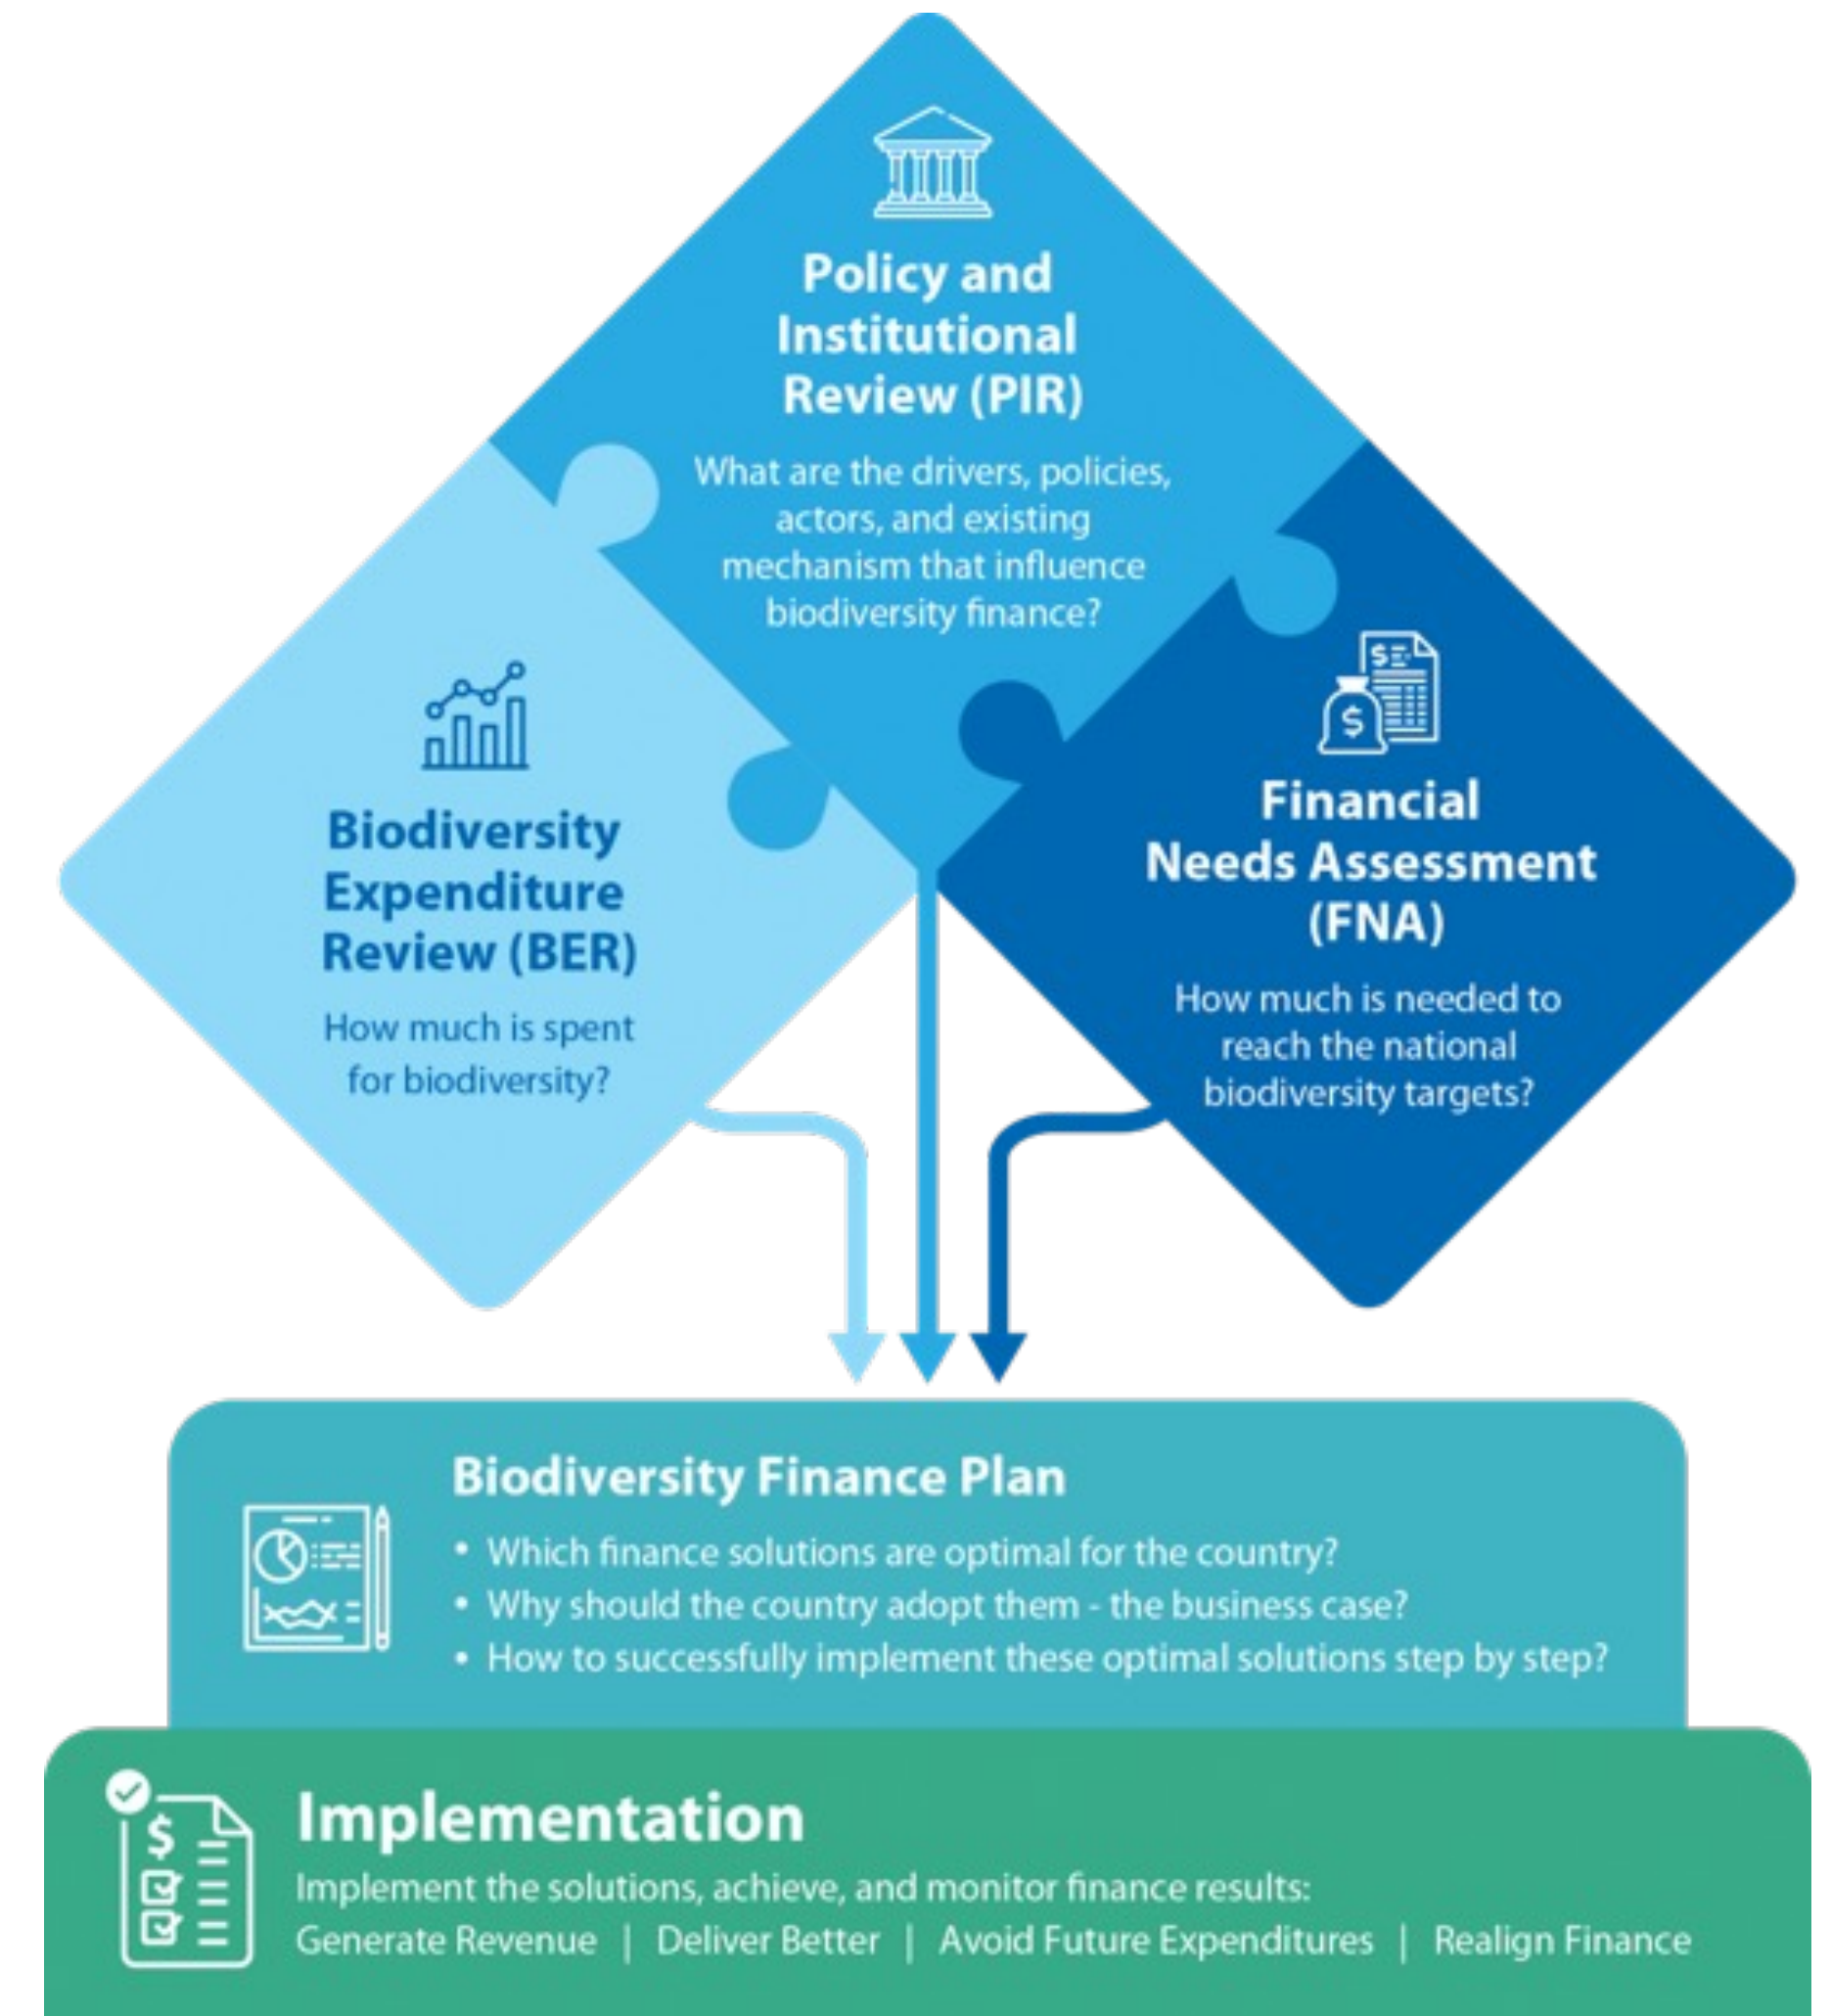 Policy and
Institutional
Review (PIR)
What are the drivers, policies,
actors, and existing
mechanism that influence
biodiversity finance?
Biodiversity
Expenditure
Review (BER)
How much is spent
for biodiversity?
$
$
Financial
Needs Assessment
(FNA)
How much is needed to
reach the national
biodiversity targets?
Biodiversity Finance Plan
• Which finance solutions are optimal for the country?
• Why should the country adopt them - the business case?
• How to successfully implement these optimal solutions step by step?
$
Implementation
Implement the solutions, achieve, and monitor finance results:
Generate Revenue | Deliver Better | Avoid Future Expenditures | Realign Finance